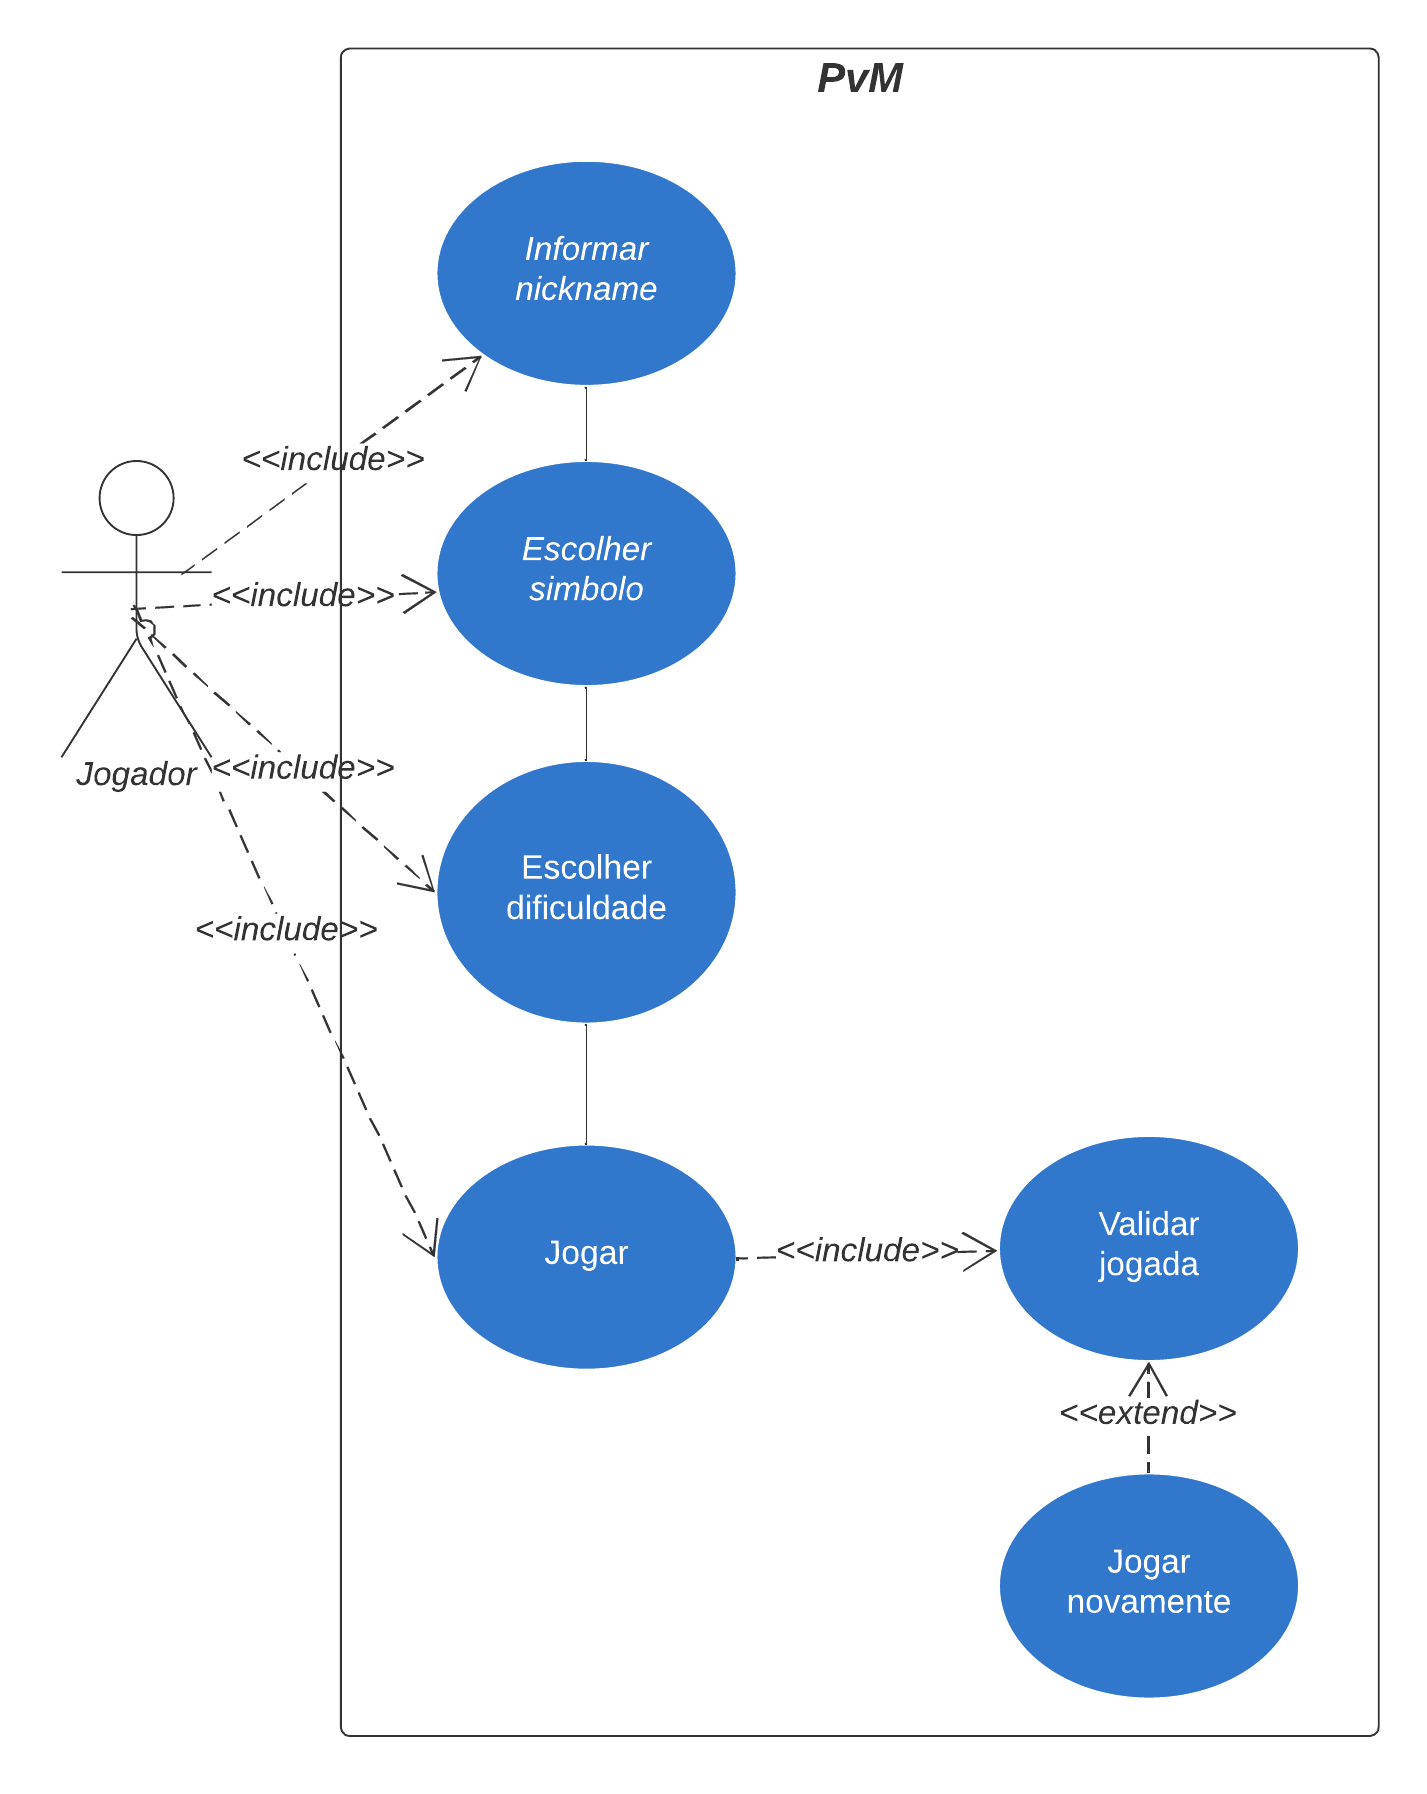 PvM
Informar
nickname
<<include>>
Escolher
simbolo
<<include>>
Jogador
<<include>>
Escolher
dificuldade
<<include>>
Jogar
<<include>>
Validar
jogada
<<extend>>
Jogar
novamente